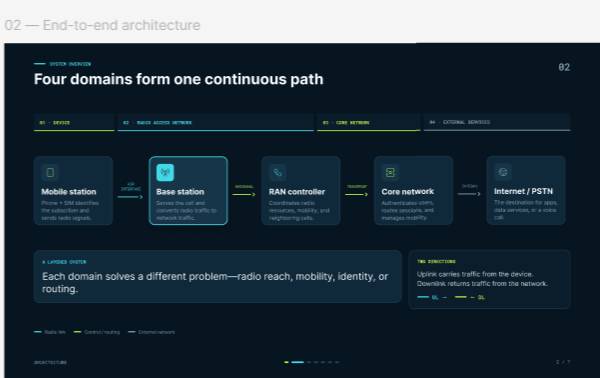 02 — End-to-end architecture
SYSTEM OVERVIEW
02
Four domains form one continuous path
01 · DEVICE
02 · RADIO ACCESS NETWORK
03 · CORE NETWORK
04 · EXTERNAL SERVICES
Mobile station
Phone + SIM identifies
the subscriber and
sends radio signals.
AIR
INTERFACE
Base station
Serves the cell and
converts radio traffic to
network traffic.
BACKHAUL
RAN controller
Coordinates radio
resources, mobility, and
neighboring cells.
TRANSPORT
Core network
Authenticates users,
routes sessions, and
manages mobility.
Internet / PSTN
The destination for apps,
data services, or a voice
call.
A LAYERED SYSTEM
Each domain solves a different problem—radio reach, mobility, identity, or
routing.
TWO DIRECTIONS
Uplink carries traffic from the device.
Downlink returns traffic from the network.
UL →
← DL
Radio link
Control / routing
External network
ARCHITECTURE
2 / 7